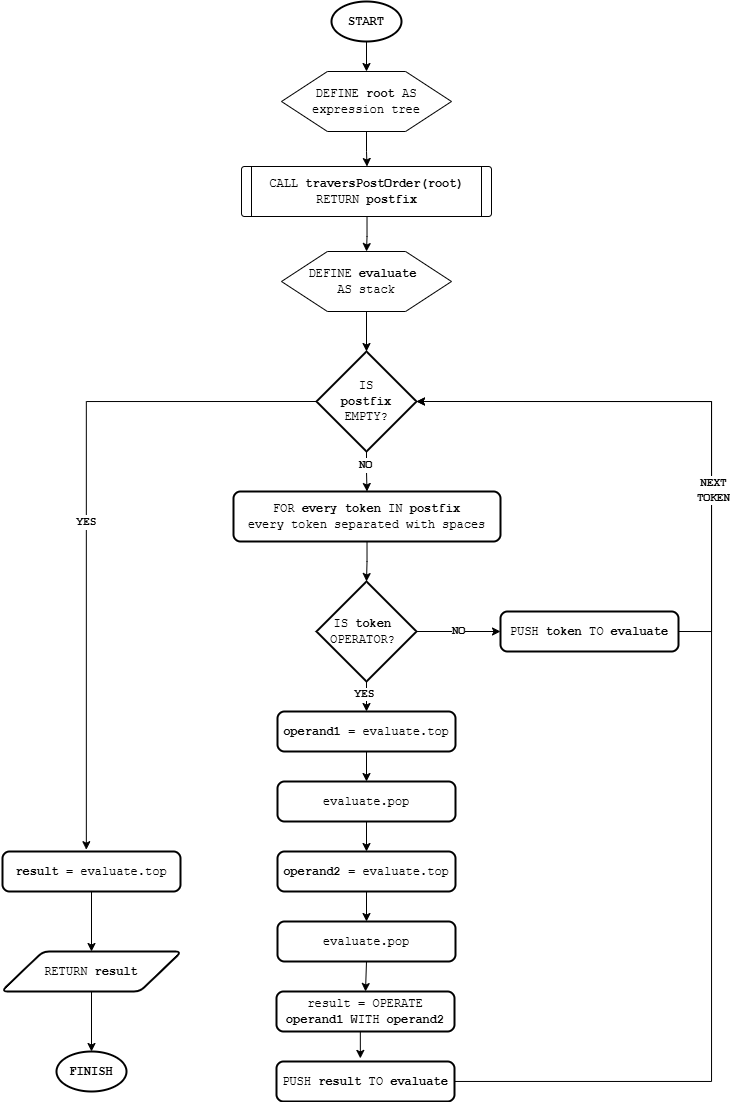 START
DEFINE root AS
expression tree
CALL traversPostOrder(root)
RETURN postfix
DEFINE evaluate
AS stack
IS
postfix
EMPTY?
NO
NEXT
TOKEN
FOR every token IN postfix
every token separated with spaces
YES
IS token
OPERATOR?
NO
PUSH token TO evaluate
YES
operand1 = evaluate.top
evaluate.pop
result = evaluate.top
operand2 = evaluate.top
evaluate.pop
RETURN result
result = OPERATE
operand1 WITH operand2
FINISH
PUSH result TO evaluate